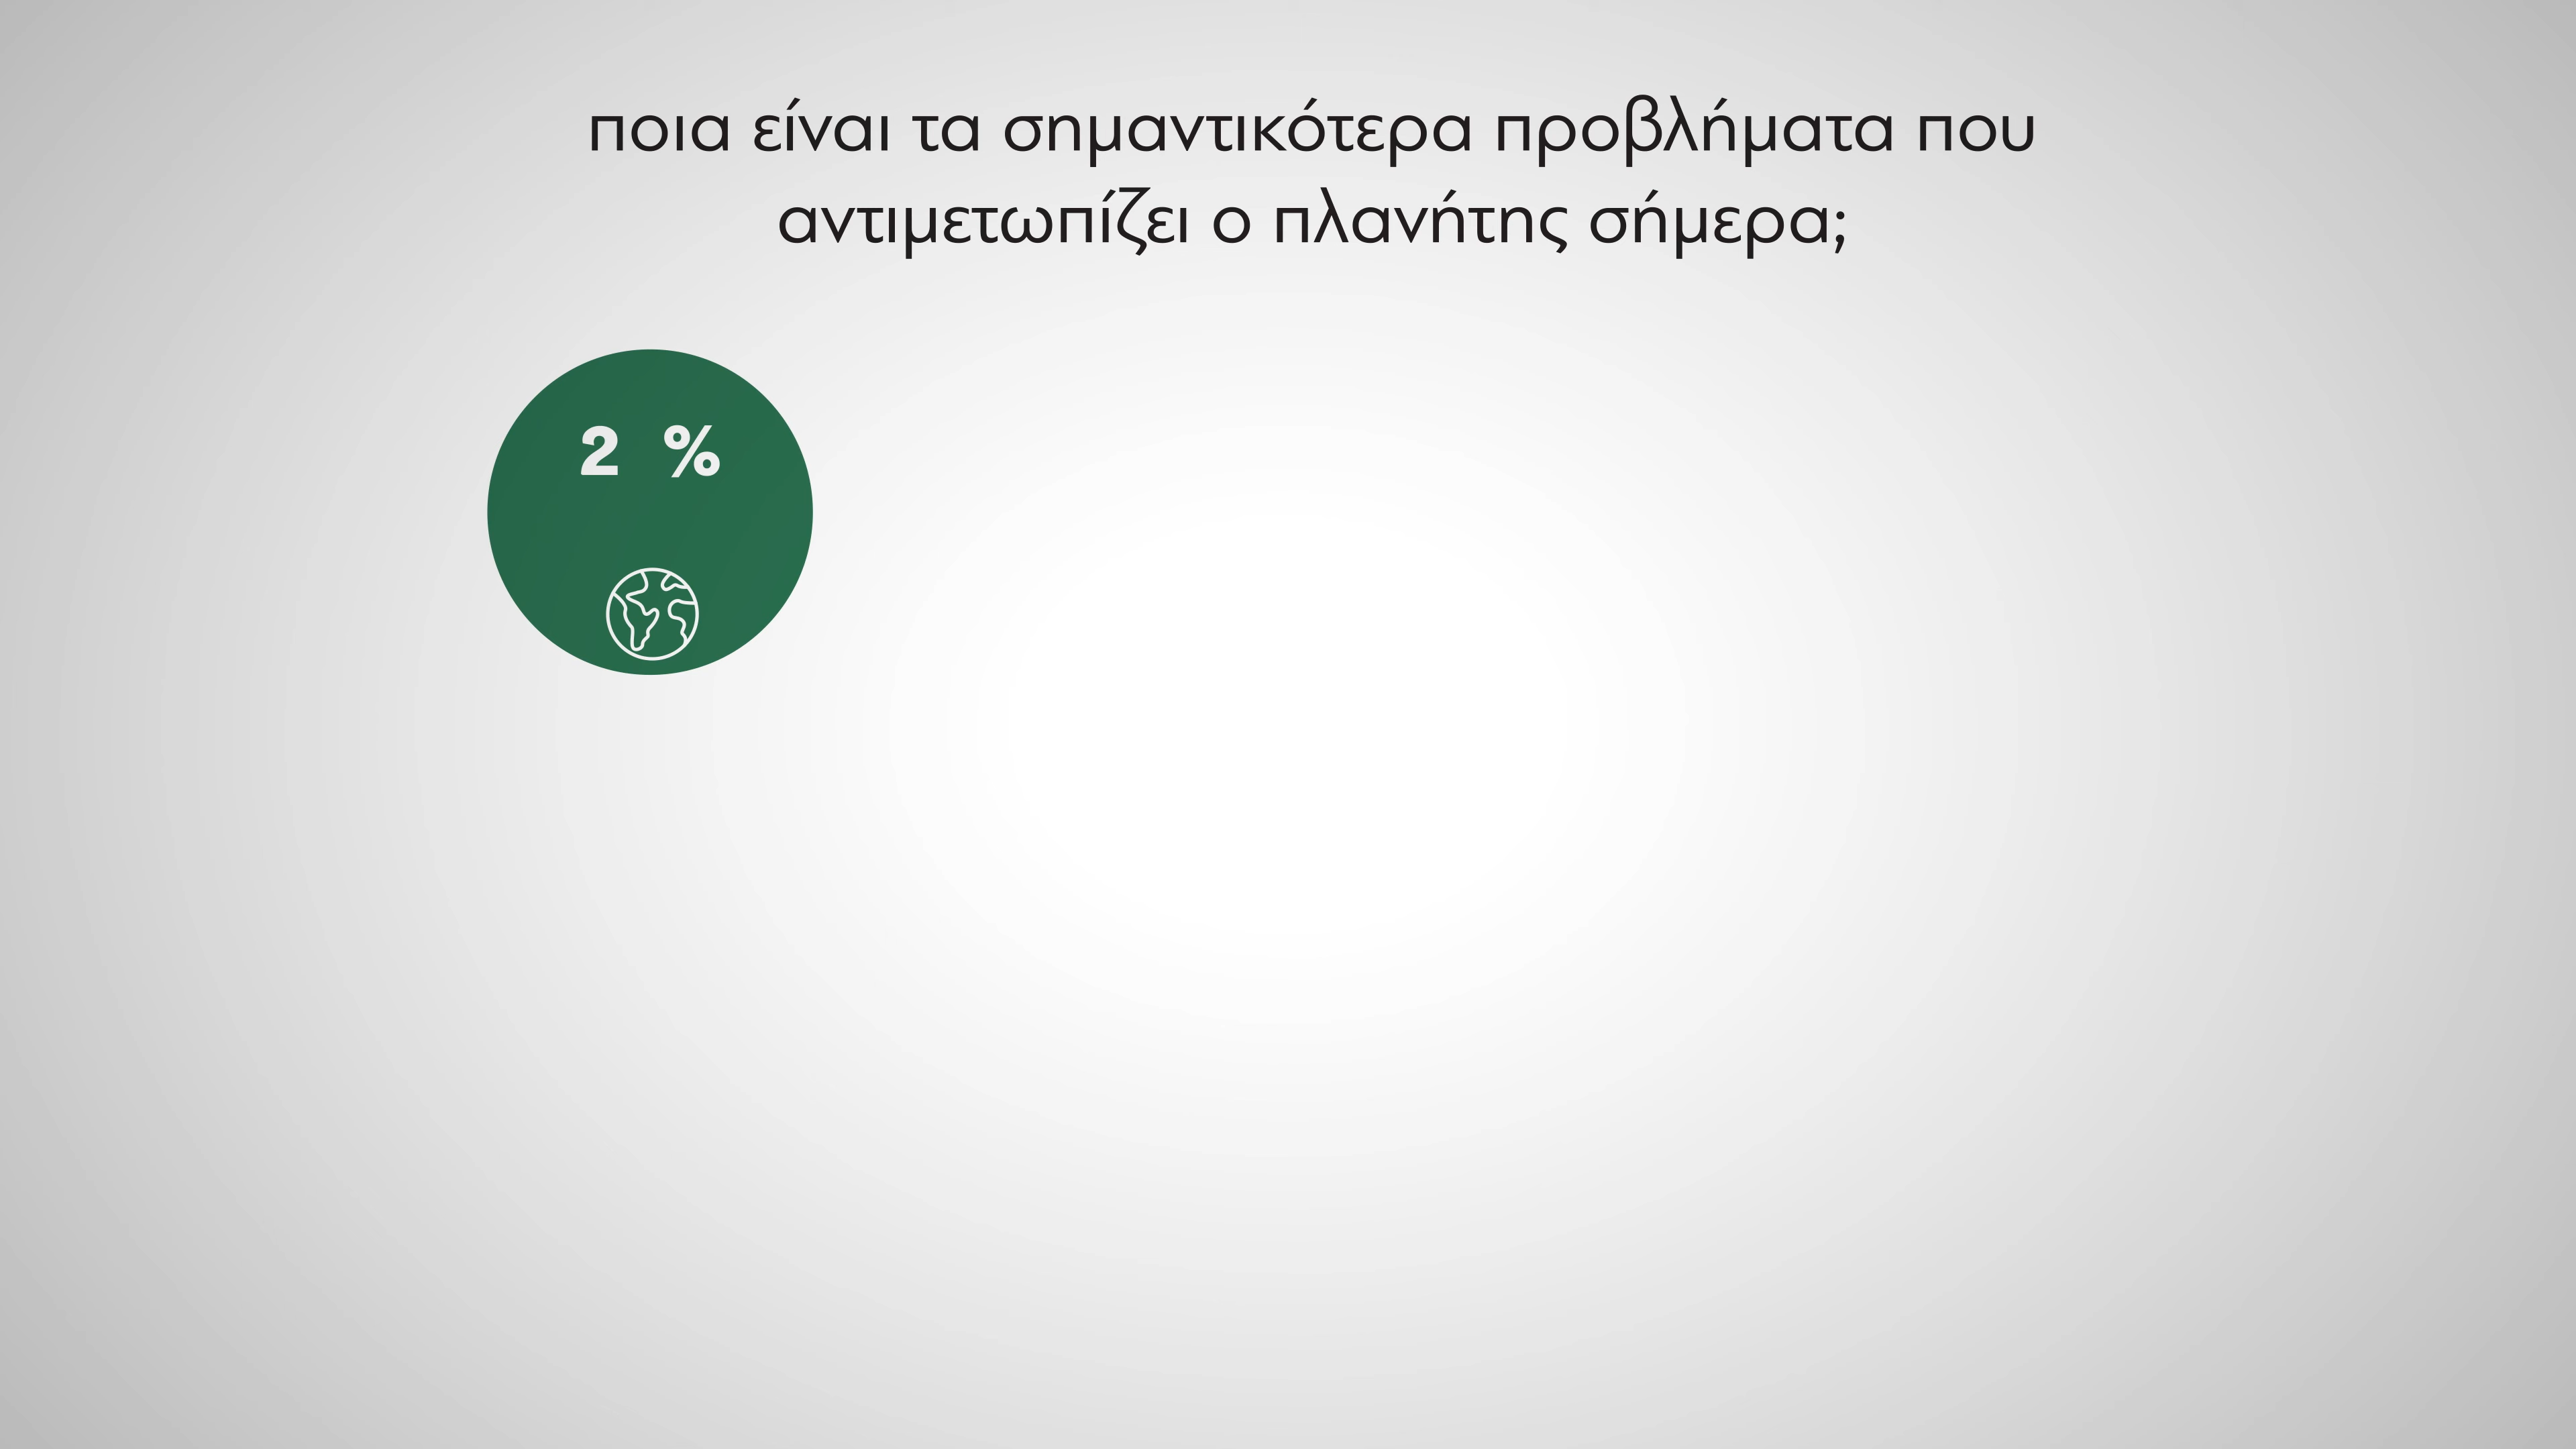 ποια είναι τα σημαντικότερα προβλήματα που
αντιμετωπίζει ο πλανήτης σήμερα;
2 %